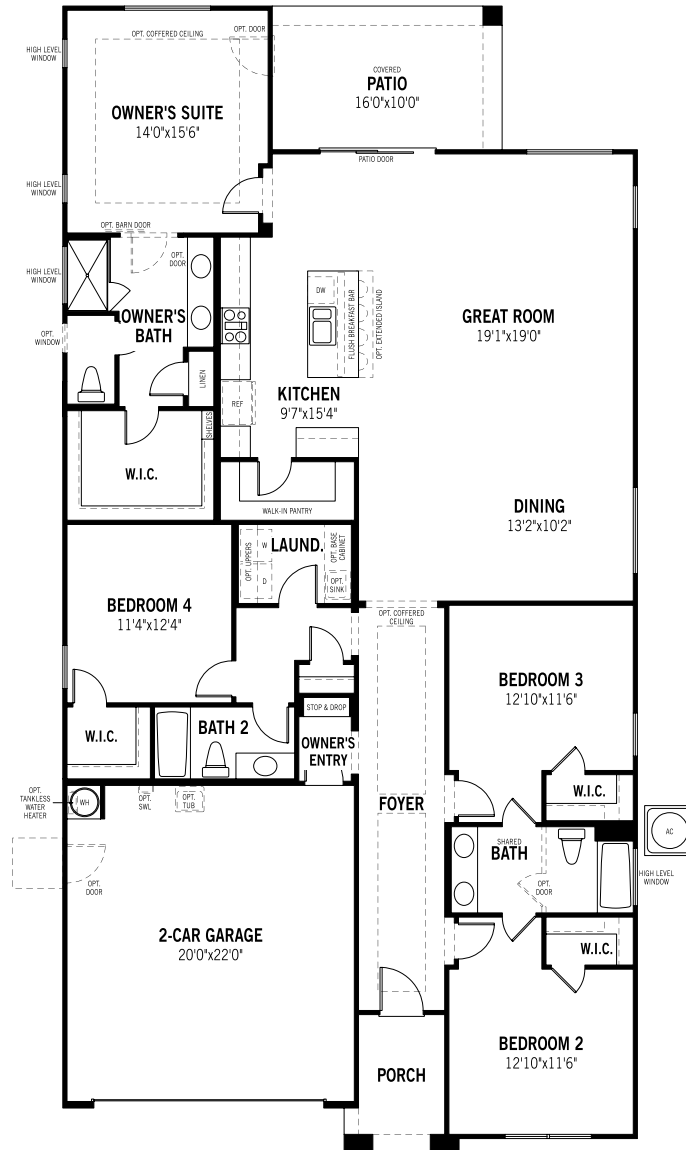 OPT. COFFERED CEILING
OPT. DOOR
HIGH LEVEL
WINDOW
COVERED
PATIO
16'0"x10'0"
OWNER'S SUITE
14'0"x15'6"
PATIO DOOR
HIGH LEVEL
WINDOW
OPT. BARN DOOR
OPT.
DOOR
HIGH LEVEL
WINDOW
DW
FLUSH BREAKFAST BAR
OPT. EXTENDED ISLAND
OWNER'S
BATH
OPT.
WINDOW
GREAT ROOM
19'1"x19'0"
LINEN
REF
KITCHEN
9'7"x15'4"
SHELVES
W.I.C.
WALK-IN PANTRY
DINING
13'2"x10'2"
OPT. UPPERS
W
D
LAUND.
OPT. BASE
CABINET
OPT.
SINK
BEDROOM 4
11'4"x12'4"
OPT. COFFERED
CEILING
BEDROOM 3
12'10"x11'6"
STOP & DROP
W.I.C.
BATH 2
OWNER'S
ENTRY
OPT.
TANKLESS
WATER
HEATER
WH
OPT.
SWL
OPT.
TUB
FOYER
W.I.C.
SHARED
BATH
AC
OPT.
DOOR
OPT.
DOOR
HIGH LEVEL
WINDOW
2-CAR GARAGE
20'0"x22'0"
W.I.C.
BEDROOM 2
12'10"x11'6"
PORCH